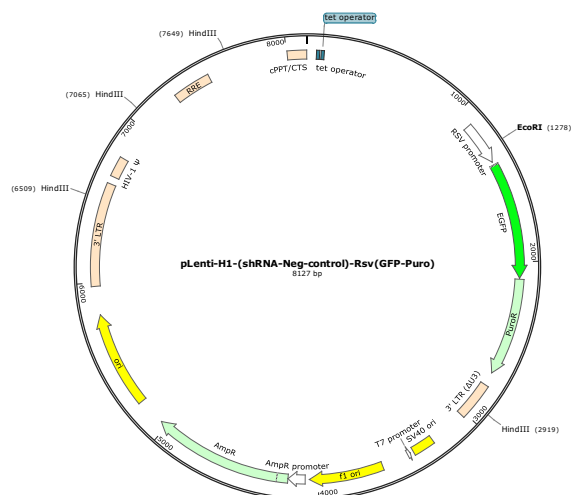 tet operator
(7649) HindIII
8000
cPPT/CTS
tet operator
RRE
(7065) HindIII
7000
1000
EcoRI (1278)
RSV promoter
HIV-1 Ψ
(6509) HindIII
3' LTR
EGFP
pLenti-H1-(shRNA-Neg-control)-Rsv(GFP-Puro)
8127 bp
2000
6000
PuroR
ori
3' LTR (ΔU3)
3000
HindIII (2919)
T7 promoter
SV40 ori
5000
AmpR
AmpR promoter
f1 ori
4000